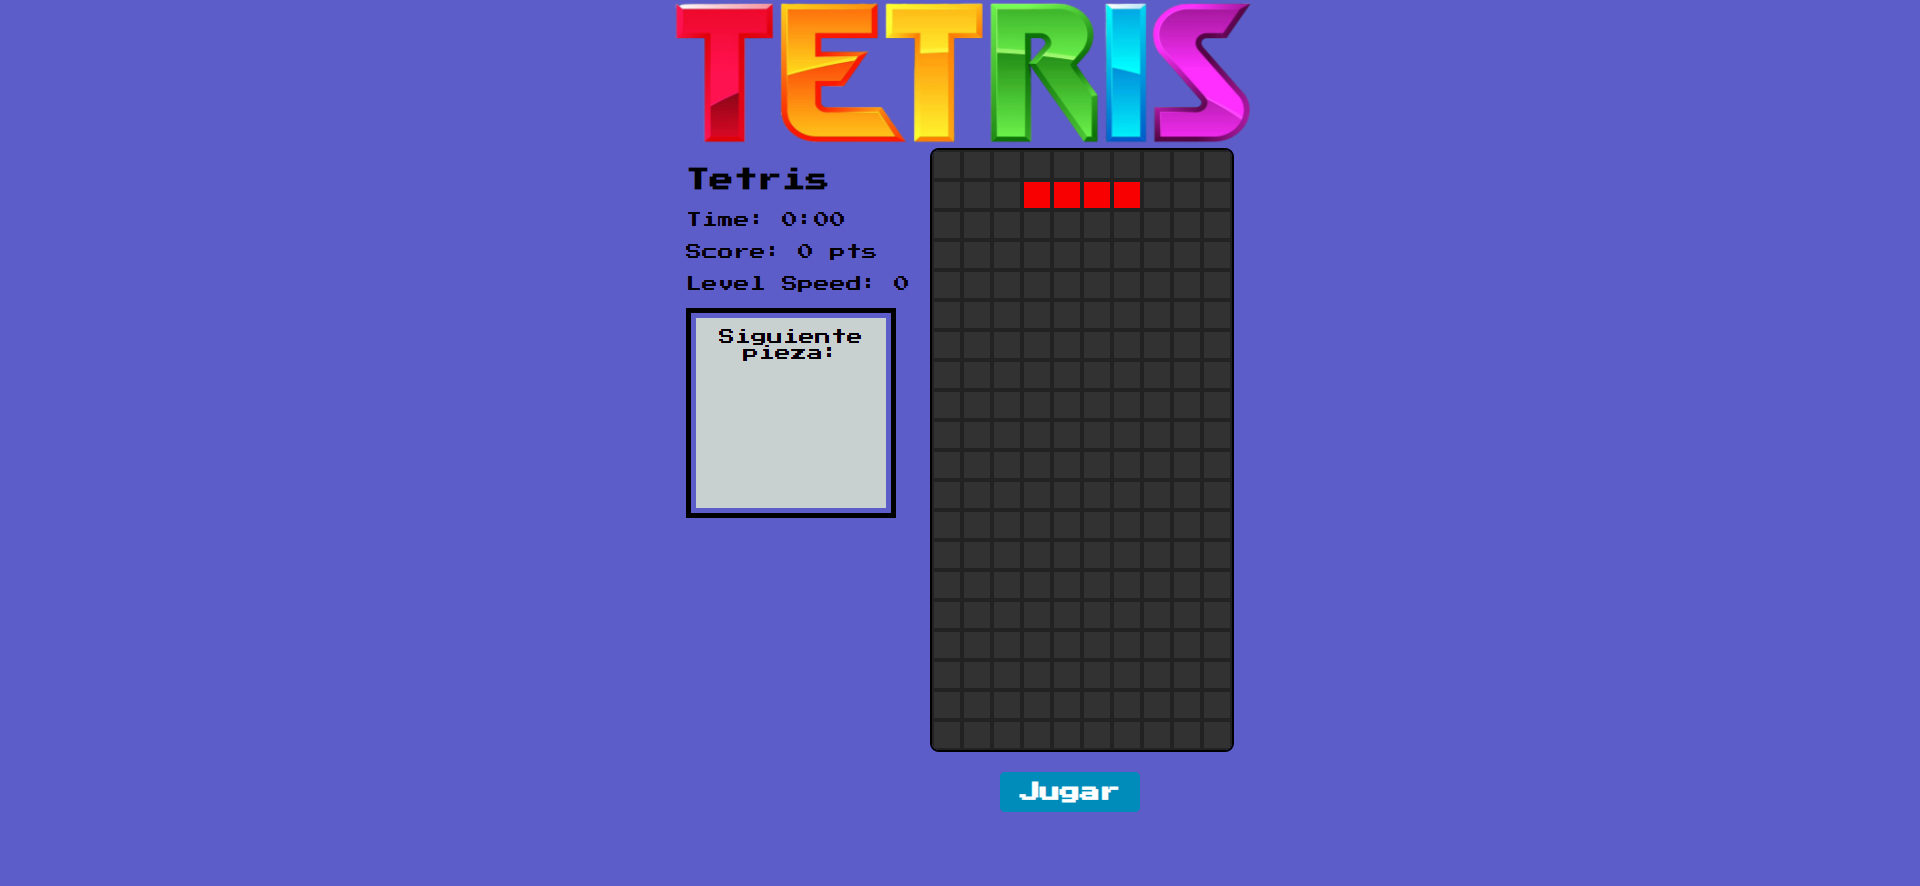 TETRIS
Tetris
Time: 0:00
Score: 0 pts
Level Speed: 0
Siguiente
pieza:
Jugar